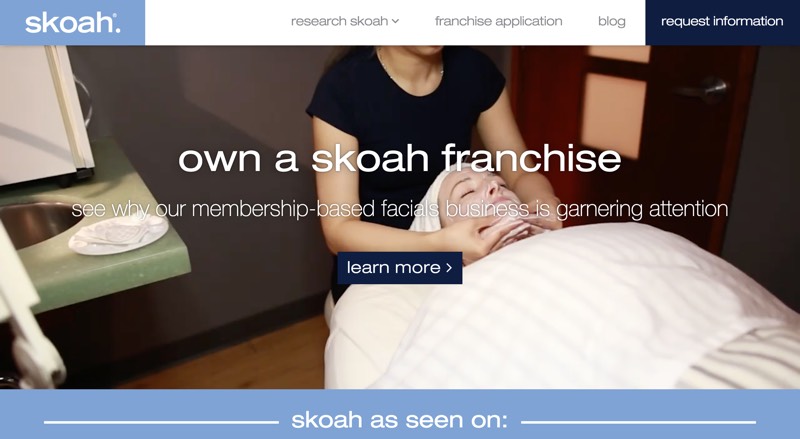 skoah®.
research skoah
franchise application
blog
request information
own a skoah franchise
see why our membership-based facials business is garnering attention
learn more >
skoah as seen on: